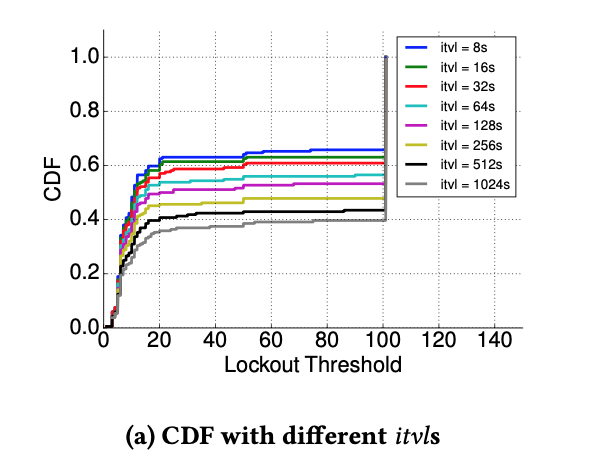 CDF
1.0
0.8
0.6
0.4
0.2
0.0
0 20 40 60 80 100 120 140
Lockout Threshold
itvl = 8s
itvl = 16s
itvl = 32s
itvl = 64s
itvl = 128s
itvl = 256s
itvl = 512s
itvl = 1024s
(a) CDF with different itvls